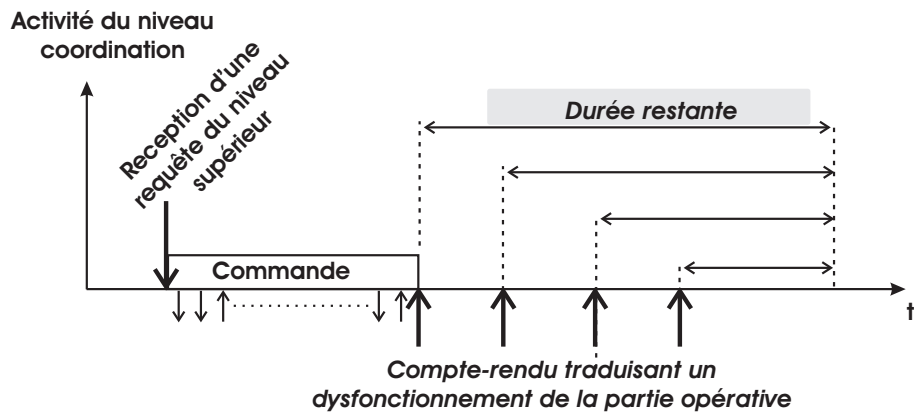 Activité du niveau
coordination
Reception d'une
requête du niveau
supérieur
Durée restante
Commande
t
Compte-rendu traduisant un
dysfonctionnement de la partie opérative